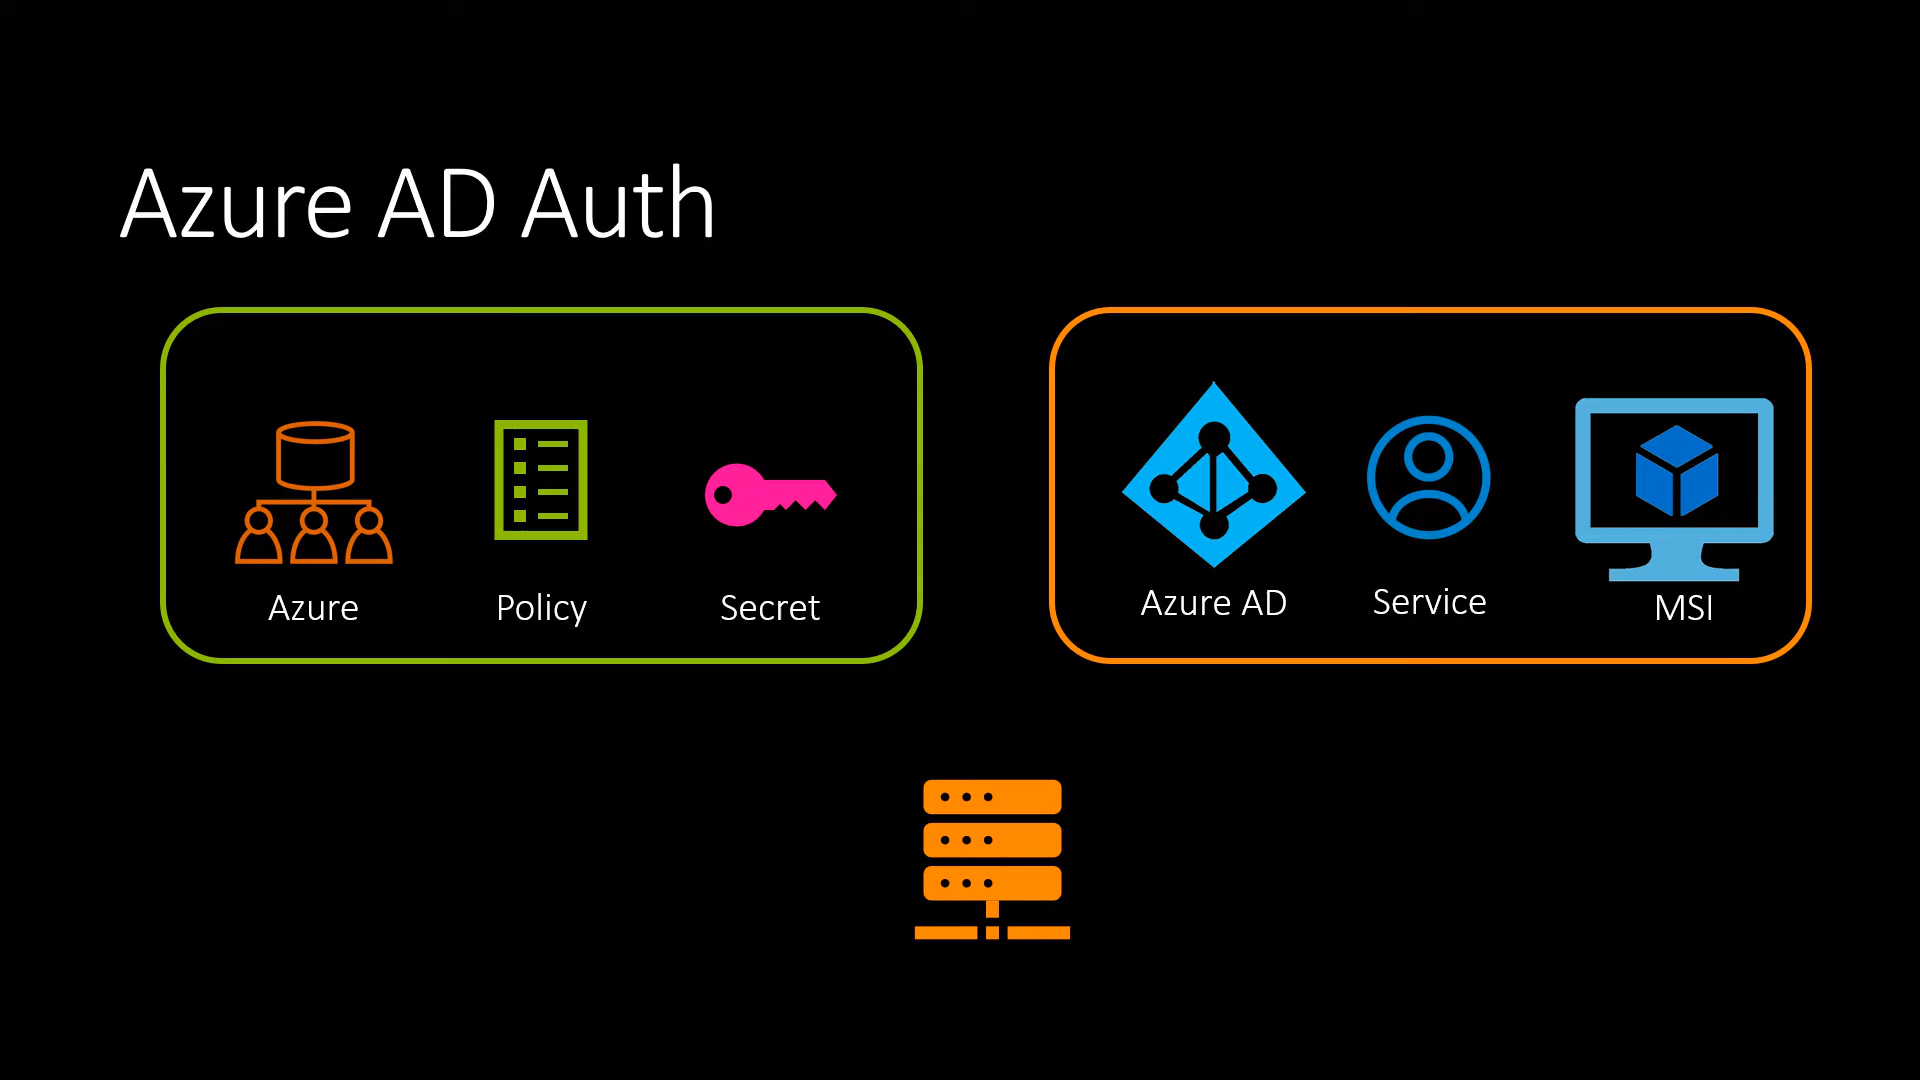 Azure AD Auth
Azure
Policy
Secret
Azure AD
Service
MSI